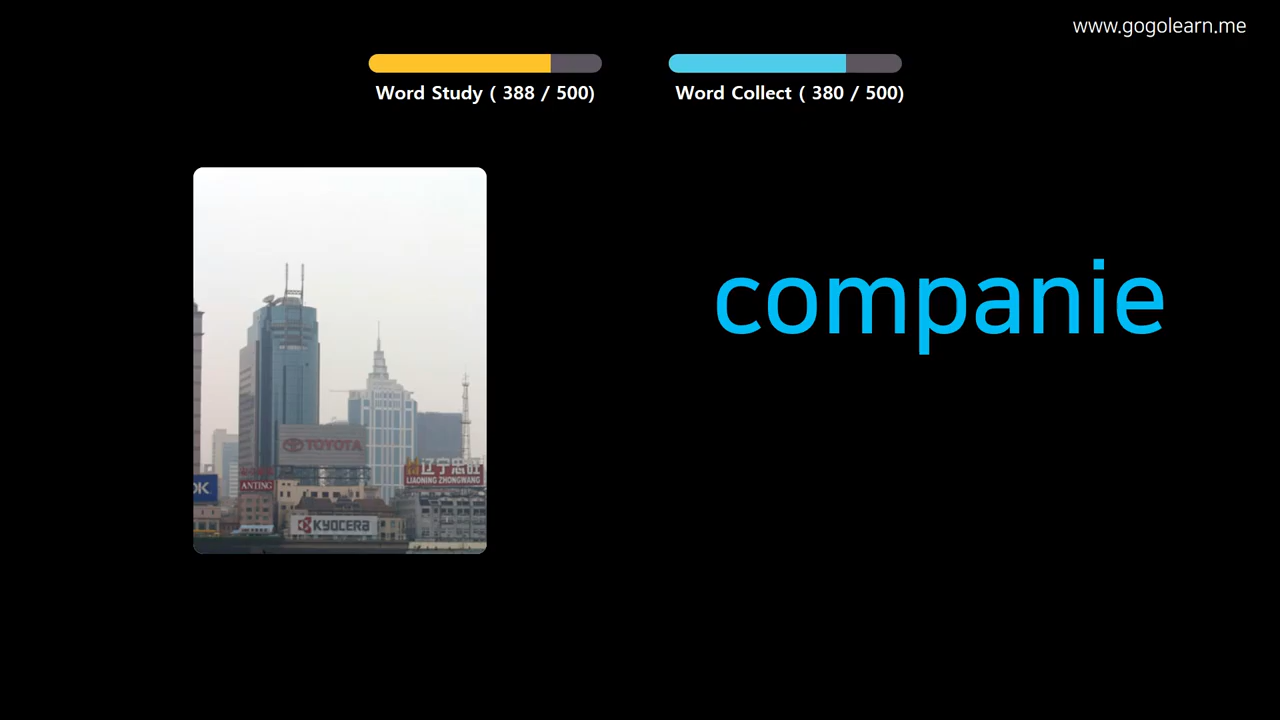 www.gogolearn.me
Word Study ( 388 / 500)
Word Collect ( 380 / 500)
companie
TOYOTA
辽宁忠旺
LIAONING ZHONGWANG
OK
ANTING
KYOCERA